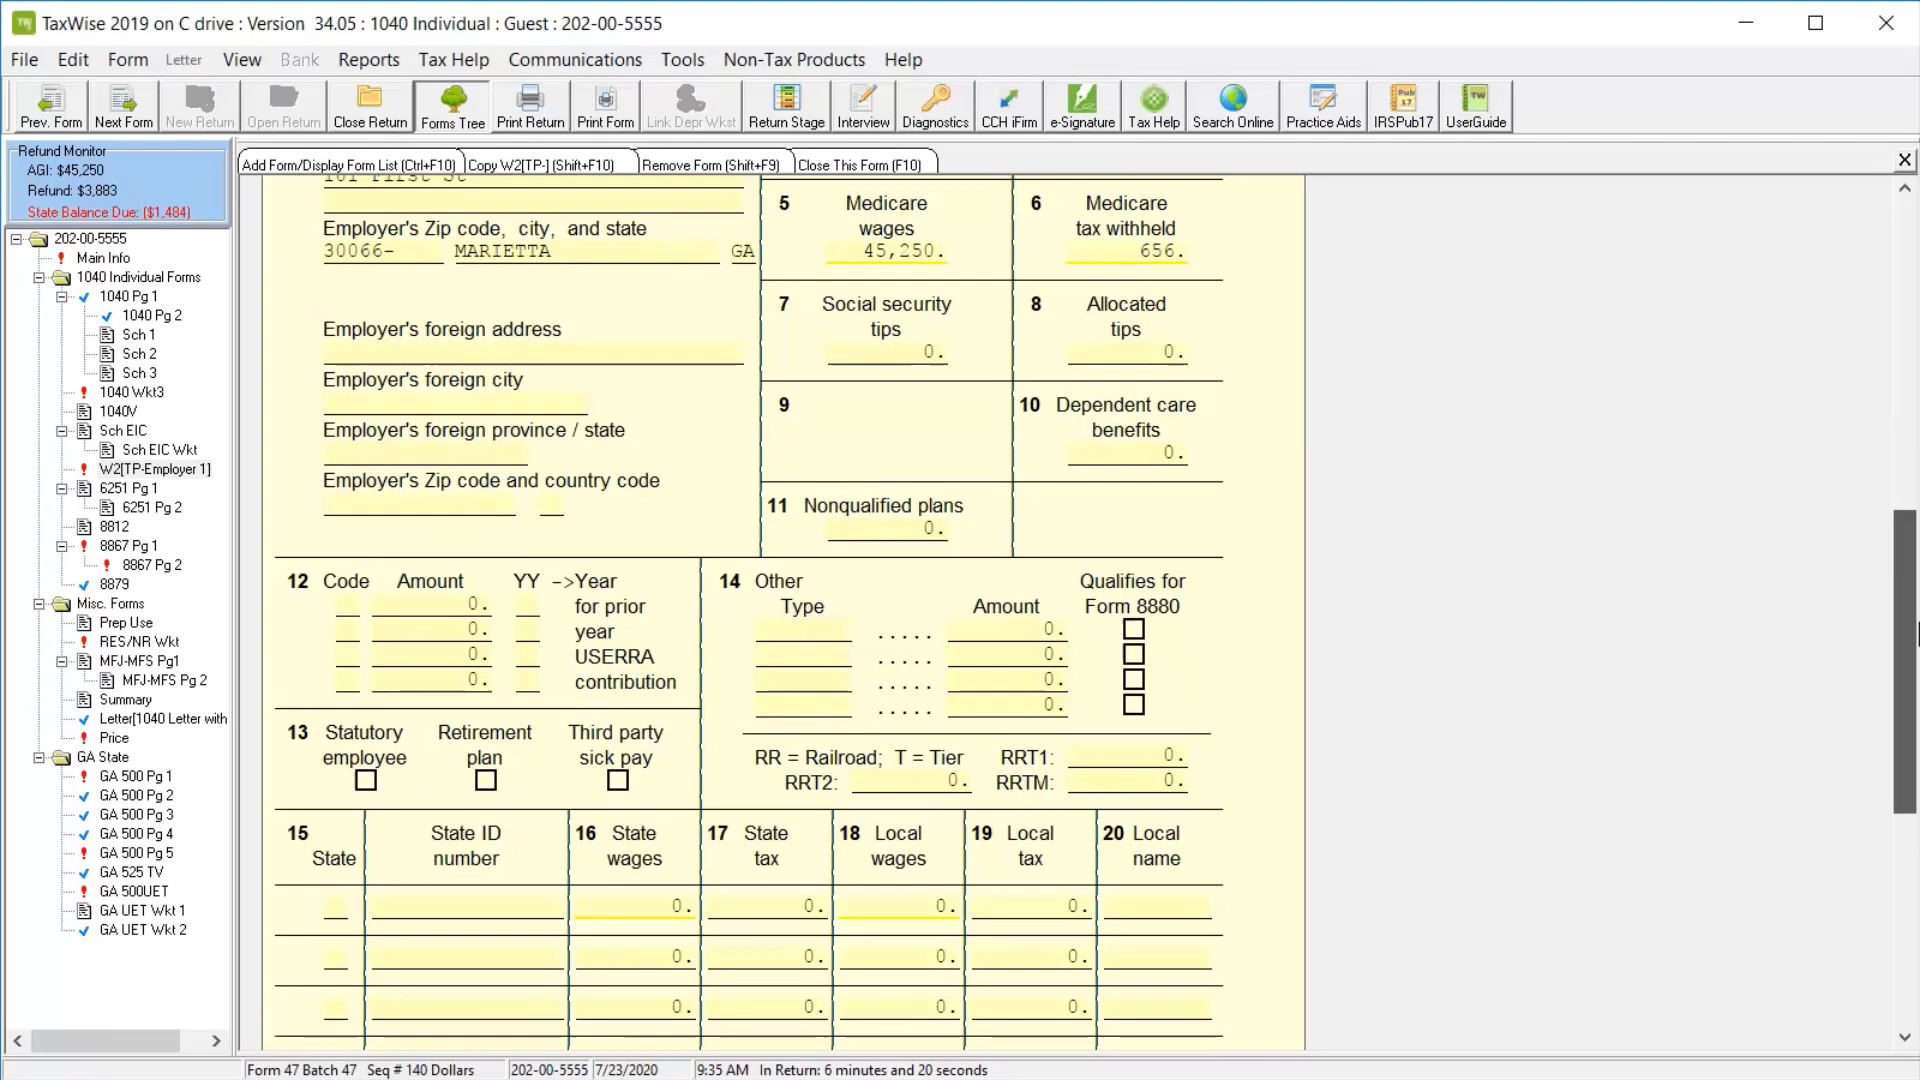 TaxWise 2019 on C drive : Version 34.05 : 1040 Individual : Guest : 202-00-5555
File Edit Form Letter View Bank Reports Tax Help Communications Tools Non-Tax Products Help
Prev. Form Next Form New Return Open Return Close Return Forms Tree Print Return Print Form Link Depr Wkst Return Stage Interview Diagnostics CCH iFirm e-Signature Tax Help Search Online Practice Aids IRSPub17 UserGuide
Refund Monitor
AGI: $45,250
Refund: $3,883
State Balance Due: ($1,484)
202-00-5555
Main Info
1040 Individual Forms
1040 Pg 1
1040 Pg 2
Sch 1
Sch 2
Sch 3
1040 Wkt3
1040V
Sch EIC
Sch EIC Wkt
W2[TP-Employer 1]
6251 Pg 1
6251 Pg 2
8812
8867 Pg 1
8867 Pg 2
8879
Misc. Forms
Prep Use
RES/NR Wkt
MFJ-MFS Pg1
MFJ-MFS Pg 2
Summary
Letter[1040 Letter with
Price
GA State
GA 500 Pg 1
GA 500 Pg 2
GA 500 Pg 3
GA 500 Pg 4
GA 500 Pg 5
GA 525 TV
GA 500UET
GA UET Wkt 1
GA UET Wkt 2
Add Form/Display Form List (Ctrl+F10) Copy W2[TP-] (Shift+F10) Remove Form (Shift+F9) Close This Form (F10)
101 First St
Employer's Zip code, city, and state
30066- MARIETTA GA
Employer's foreign address
Employer's foreign city
Employer's foreign province / state
Employer's Zip code and country code
5 Medicare wages
45,250.
6 Medicare tax withheld
656.
7 Social security tips
0.
8 Allocated tips
0.
9
10 Dependent care benefits
0.
11 Nonqualified plans
0.
12 Code Amount YY ->Year
0. for prior
0. year
0. USERRA
0. contribution
14 Other Qualifies for
Type Amount Form 8880
..... 0.
..... 0.
..... 0.
..... 0.
13 Statutory employee Retirement plan Third party sick pay
RR = Railroad; T = Tier RRT1: 0.
RRT2: 0. RRTM: 0.
15 State State ID number 16 State wages 17 State tax 18 Local wages 19 Local tax 20 Local name
0. 0. 0. 0.
0. 0. 0. 0.
0. 0. 0. 0.
Form 47 Batch 47 Seq # 140 Dollars 202-00-5555 7/23/2020 9:35 AM In Return: 6 minutes and 20 seconds